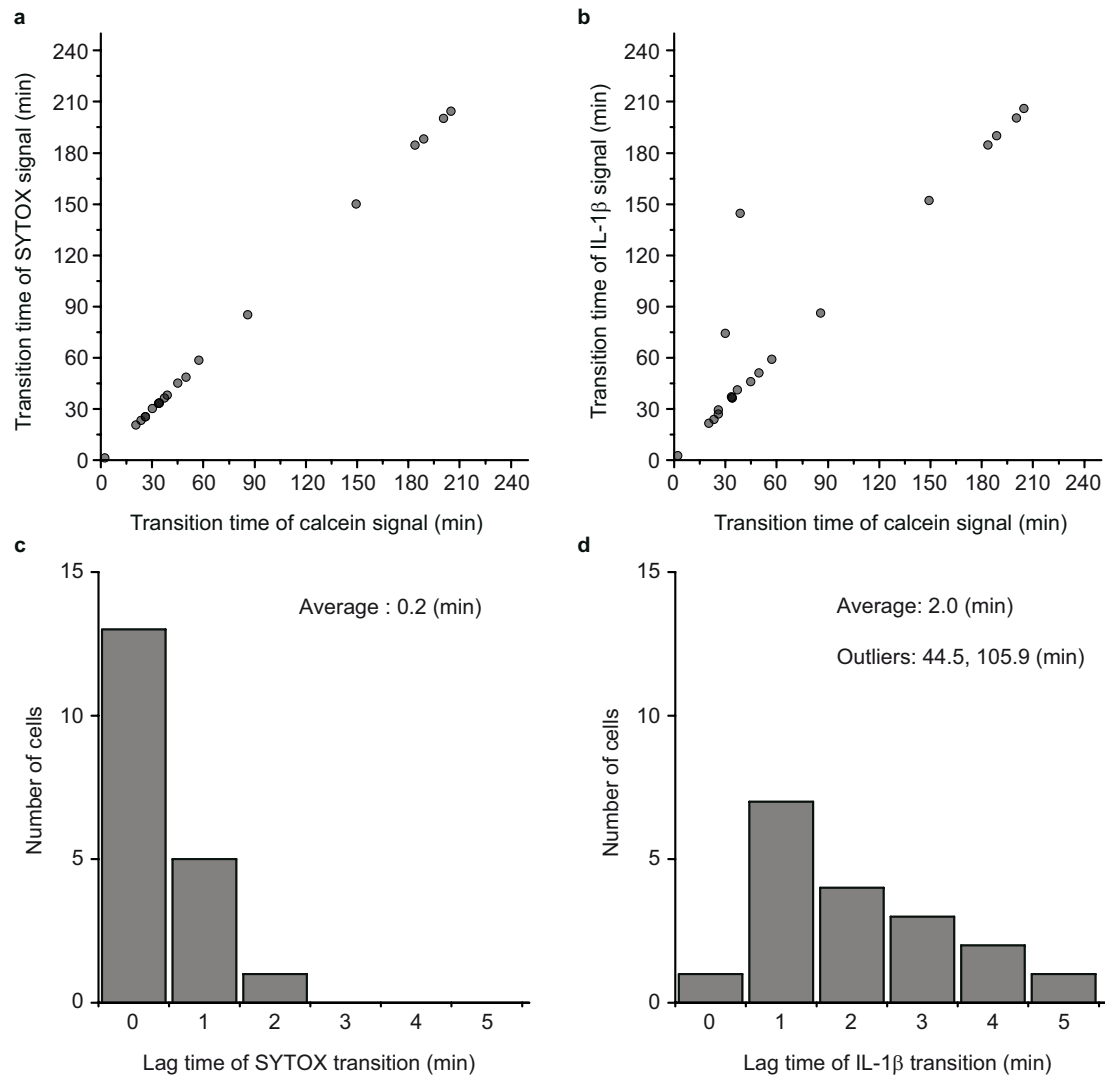 a
240
210
180
150
120
90
60
30
0
0 30 60 90 120 150 180 210 240
Transition time of SYTOX signal (min)
Transition time of calcein signal (min)
b
240
210
180
150
120
90
60
30
0
0 30 60 90 120 150 180 210 240
Transition time of IL-1β signal (min)
Transition time of calcein signal (min)
c
15
10
5
0
0 1 2 3 4 5
Average : 0.2 (min)
Number of cells
Lag time of SYTOX transition (min)
d
15
10
5
0
0 1 2 3 4 5
Average: 2.0 (min)
Outliers: 44.5, 105.9 (min)
Number of cells
Lag time of IL-1β transition (min)